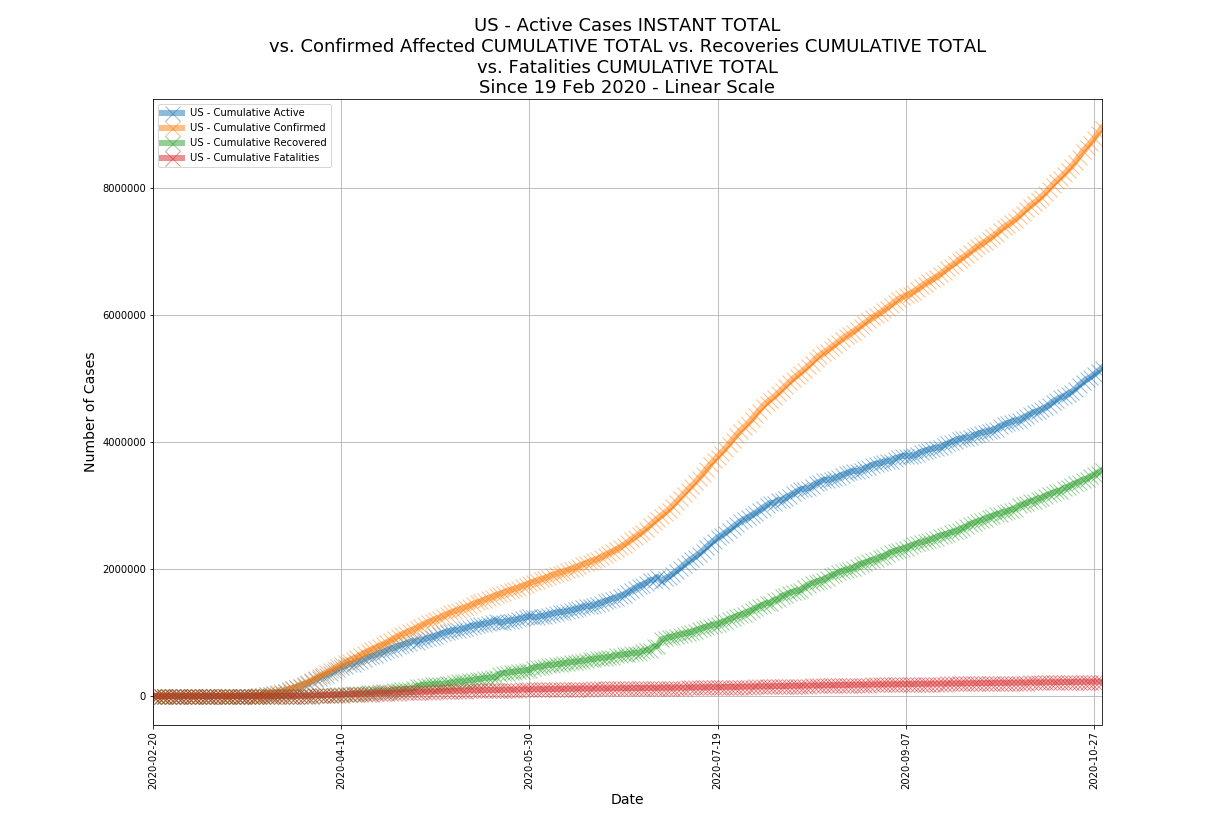 US - Active Cases INSTANT TOTAL
vs. Confirmed Affected CUMULATIVE TOTAL vs. Recoveries CUMULATIVE TOTAL
vs. Fatalities CUMULATIVE TOTAL
Since 19 Feb 2020 - Linear Scale
US - Cumulative Active
US - Cumulative Confirmed
US - Cumulative Recovered
US - Cumulative Fatalities
Number of Cases
8000000
6000000
4000000
2000000
0
2020-02-20
2020-04-10
2020-05-30
2020-07-19
2020-09-07
2020-10-27
Date